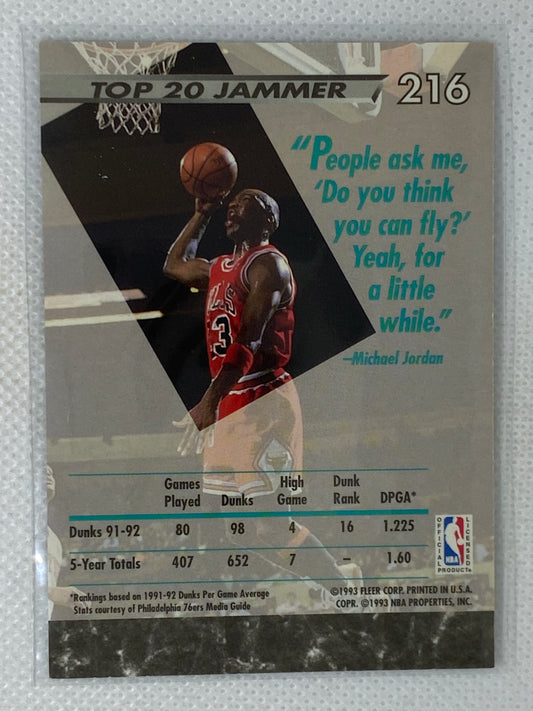 TOP 20 JAMMER 216
"People ask me,
'Do you think
you can fly?'
Yeah, for
a little
while."
–Michael Jordan
LLS
3
Games Played Dunks High Game Dunk Rank DPGA*
Dunks 91-92 80 98 4 16 1.225
5-Year Totals 407 652 7 – 1.60
OFFICIAL NBA LICENSED
PRODUCT
*Rankings based on 1991-92 Dunks Per Game Average
Stats courtesy of Philadelphia 76ers Media Guide
©1993 FLEER CORP. PRINTED IN U.S.A.
COPR. ©1993 NBA PROPERTIES, INC.